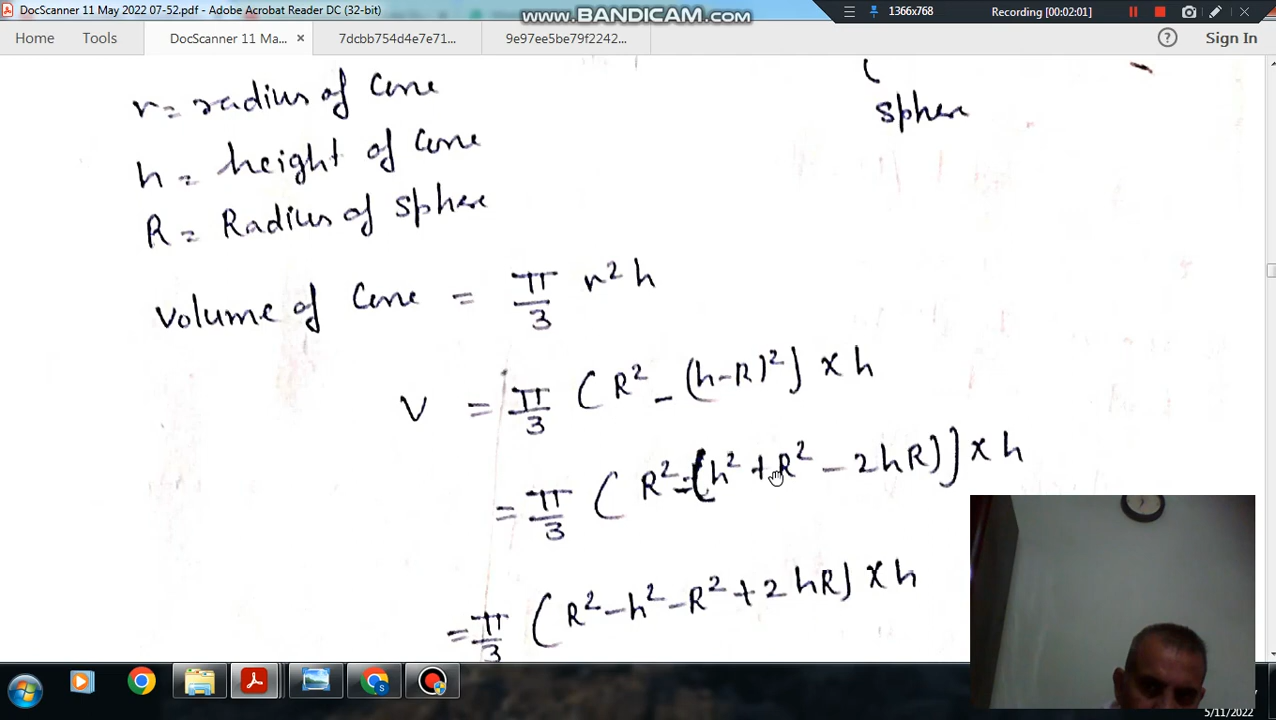 DocScanner 11 May 2022 07-52.pdf - Adobe Acrobat Reader DC (32-bit)
www.BANDICAM.com
1366x768
Recording [00:02:01]
Home
Tools
DocScanner 11 Ma...
7dcbb754d4e7e71...
9e97ee5be79f2242...
Sign In
r = radius of Cone
sphere
h = height of Cone
R = Radius of sphere
Volume of Cone = π/3 r²h
V = π/3 (R² - (h-R)²) x h
= π/3 (R² - (h² + R² - 2hR)) x h
= π/3 (R² - h² - R² + 2hR) x h
5/11/2022